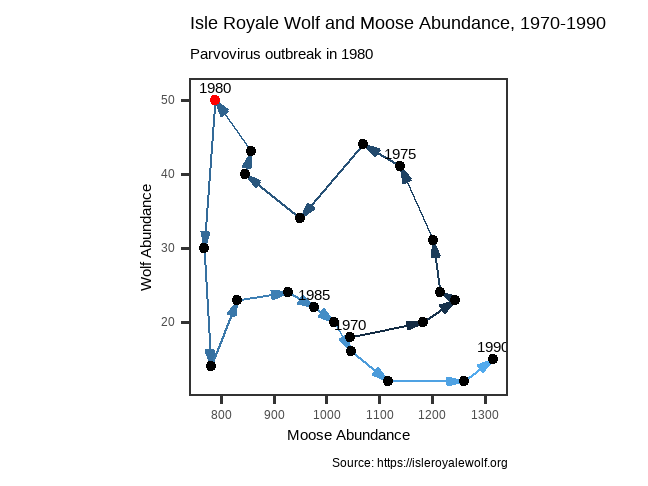 Isle Royale Wolf and Moose Abundance, 1970-1990
Parvovirus outbreak in 1980
1980
50
1975
40
Wolf Abundance
30
1985
1970
20
1990
800 900 1000 1100 1200 1300
Moose Abundance
Source: https://isleroyalewolf.org